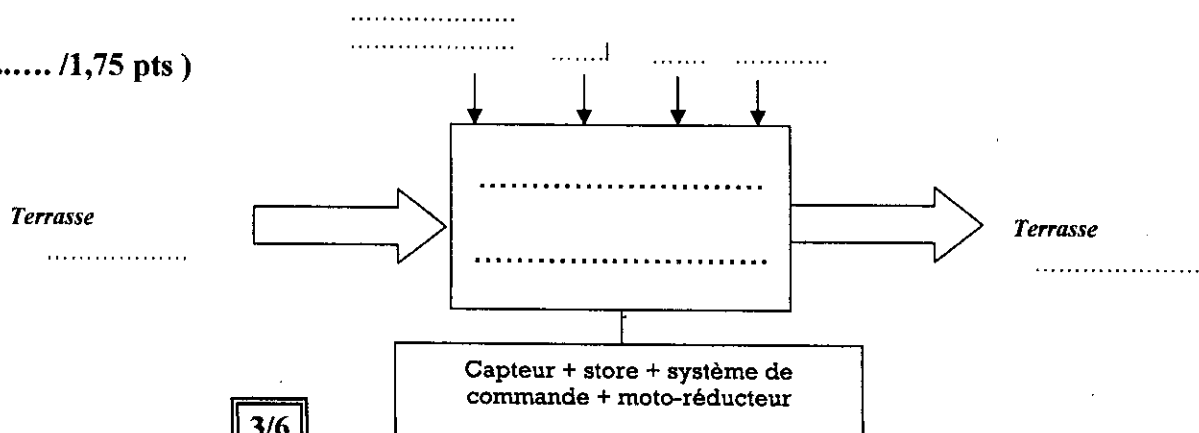 ....................
....................
...... /1,75 pts )
Terrasse
Terrasse
Capteur + store + système de
commande + moto-réducteur
3/6